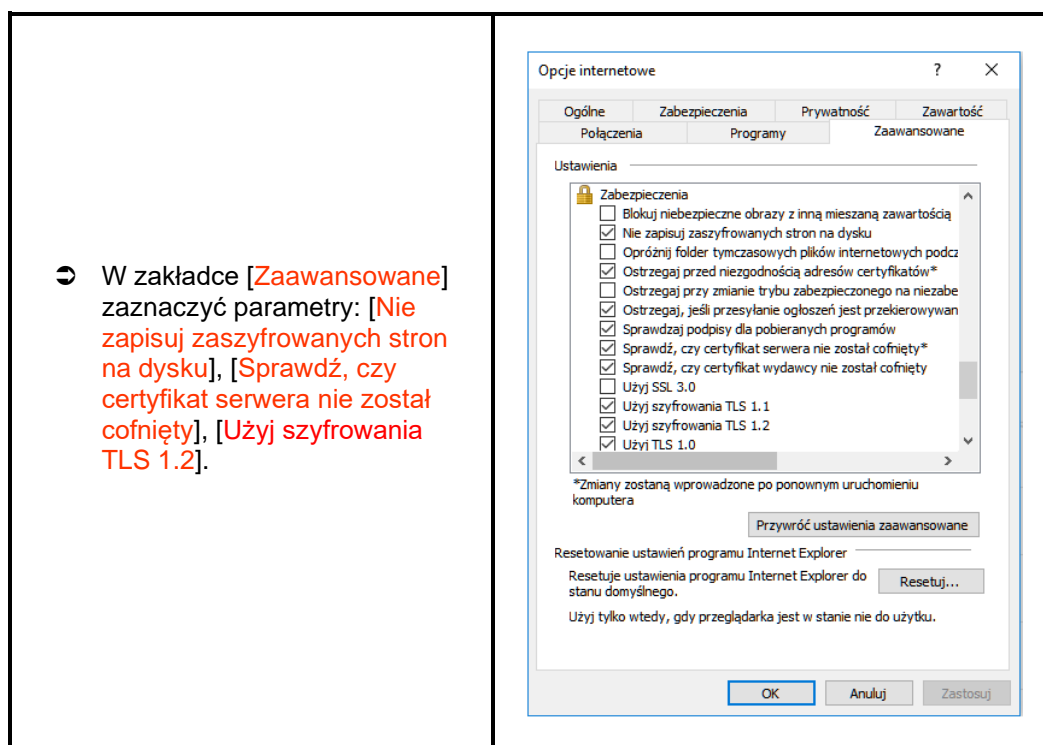 ➲ W zakładce [Zaawansowane]
zaznaczyć parametry: [Nie
zapisuj zaszyfrowanych stron
na dysku], [Sprawdź, czy
certyfikat serwera nie został
cofnięty], [Użyj szyfrowania
TLS 1.2].
Opcje internetowe ? ×
Ogólne Zabezpieczenia Prywatność Zawartość
Połączenia Programy Zaawansowane
Ustawienia
Zabezpieczenia
Blokuj niebezpieczne obrazy z inną mieszaną zawartością
Nie zapisuj zaszyfrowanych stron na dysku
Opróżnij folder tymczasowych plików internetowych podcz
Ostrzegaj przed niezgodnością adresów certyfikatów*
Ostrzegaj przy zmianie trybu zabezpieczonego na niezabe
Ostrzegaj, jeśli przesyłanie ogłoszeń jest przekierowywan
Sprawdzaj podpisy dla pobieranych programów
Sprawdź, czy certyfikat serwera nie został cofnięty*
Sprawdź, czy certyfikat wydawcy nie został cofnięty
Użyj SSL 3.0
Użyj szyfrowania TLS 1.1
Użyj szyfrowania TLS 1.2
Użyj TLS 1.0
*Zmiany zostaną wprowadzone po ponownym uruchomieniu
komputera
Przywróć ustawienia zaawansowane
Resetowanie ustawień programu Internet Explorer
Resetuje ustawienia programu Internet Explorer do
stanu domyślnego.
Resetuj...
Użyj tylko wtedy, gdy przeglądarka jest w stanie nie do użytku.
OK Anuluj Zastosuj